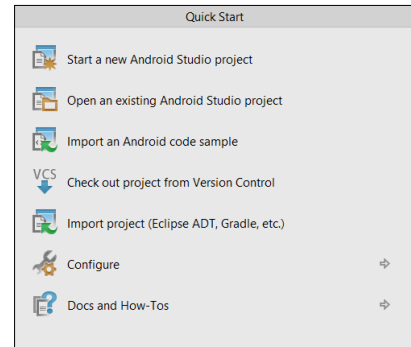 Quick Start
Start a new Android Studio project
Open an existing Android Studio project
Import an Android code sample
VCS
Check out project from Version Control
Import project (Eclipse ADT, Gradle, etc.)
Configure
Docs and How-Tos